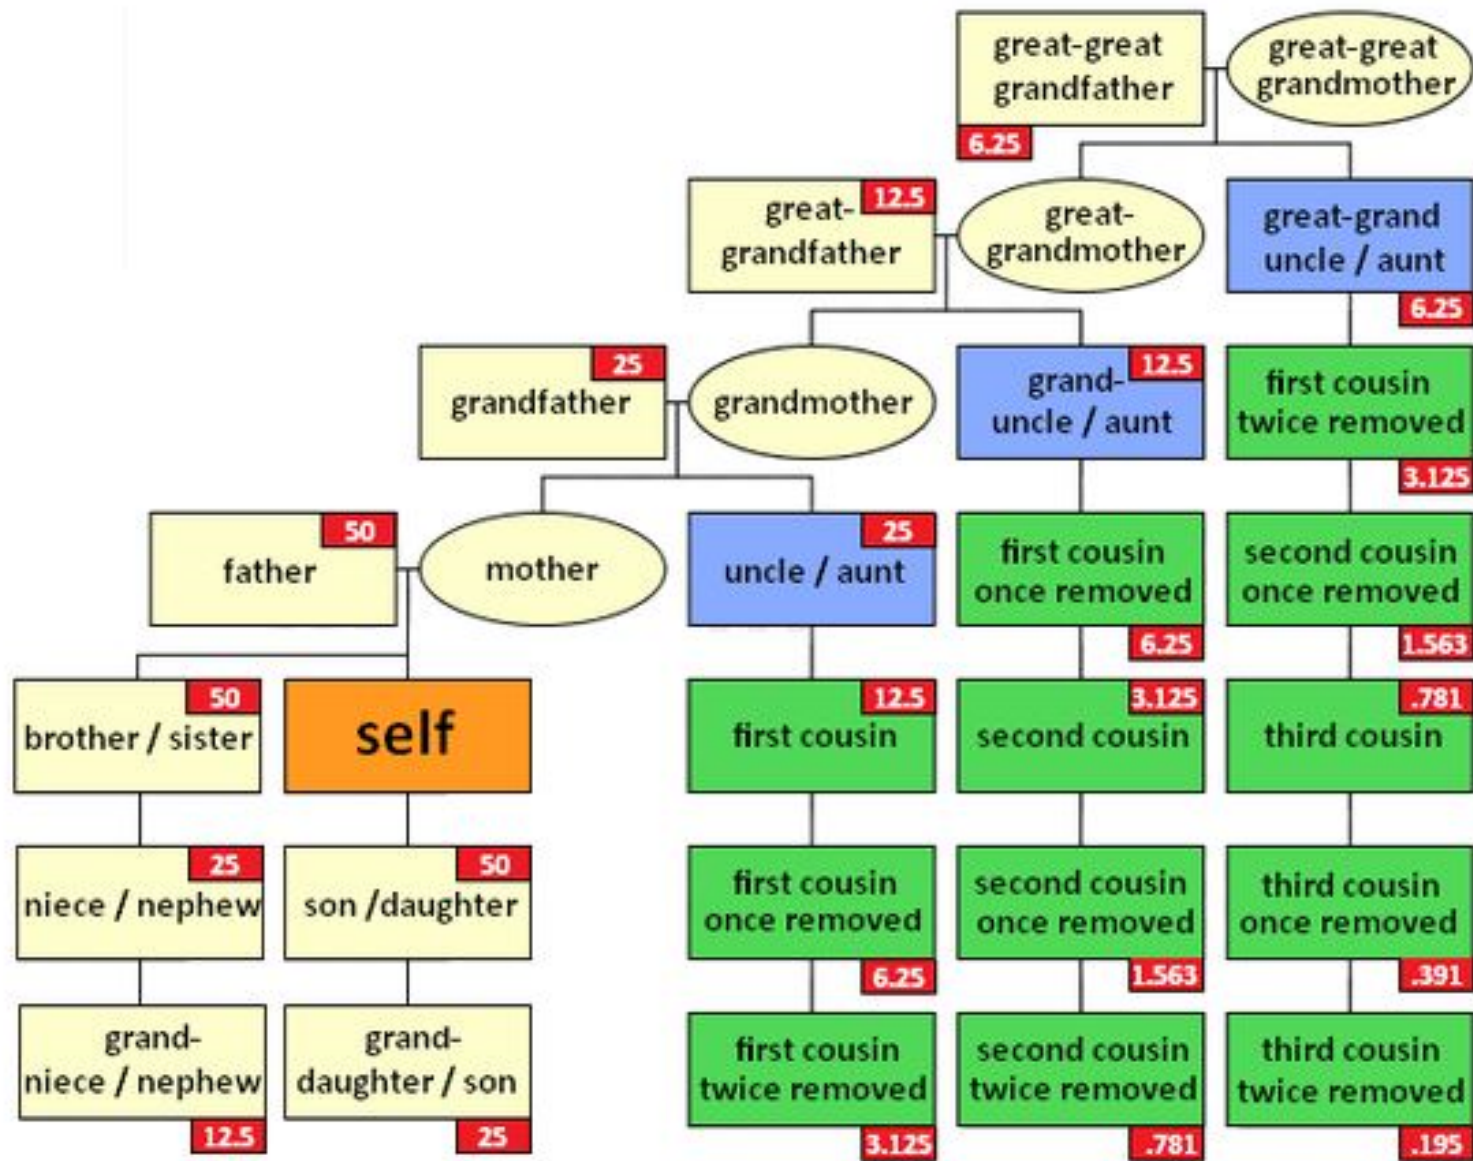 great-great
grandfather
6.25
great-great
grandmother
great-
grandfather
12.5
great-
grandmother
great-grand
uncle / aunt
6.25
grandfather
25
grandmother
grand-
uncle / aunt
12.5
first cousin
twice removed
3.125
father
50
mother
uncle / aunt
25
first cousin
once removed
6.25
second cousin
once removed
1.563
brother / sister
50
self
first cousin
12.5
second cousin
3.125
third cousin
.781
niece / nephew
25
son /daughter
50
first cousin
once removed
6.25
second cousin
once removed
1.563
third cousin
once removed
.391
grand-
niece / nephew
12.5
grand-
daughter / son
25
first cousin
twice removed
3.125
second cousin
twice removed
.781
third cousin
twice removed
.195